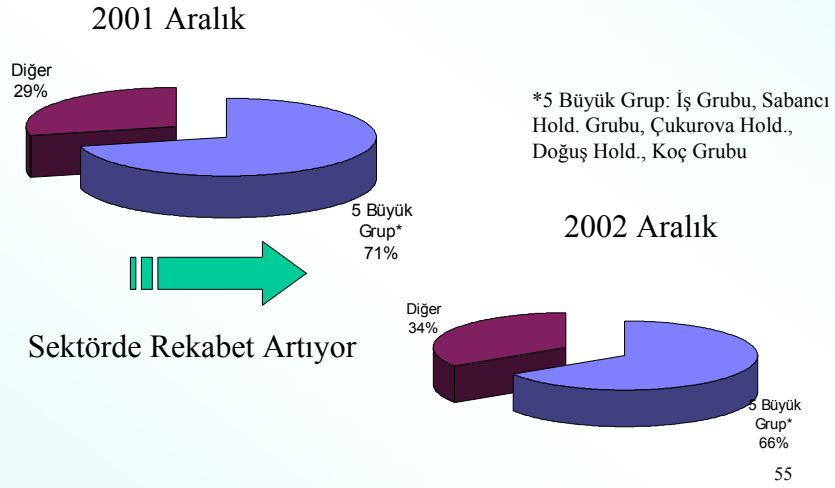 2001 Aralık
Diğer
29%
5 Büyük
Grup*
71%
*5 Büyük Grup: İş Grubu, Sabancı
Hold. Grubu, Çukurova Hold.,
Doğuş Hold., Koç Grubu
Sektörde Rekabet Artıyor
2002 Aralık
Diğer
34%
5 Büyük
Grup*
66%
55